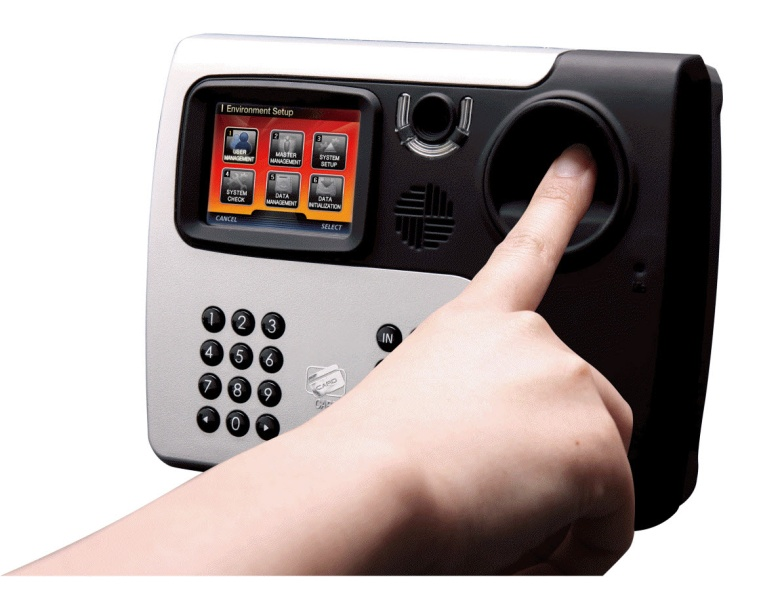 Environment Setup
1
USER
MANAGEMENT
2
MASTER
MANAGEMENT
3
SYSTEM
SETUP
4
SYSTEM
CHECK
5
DATA
MANAGEMENT
6
DATA
INITIALIZATION
CANCEL
SELECT
1 2 3
4 5 6
7 8 9
0
IN
CARD